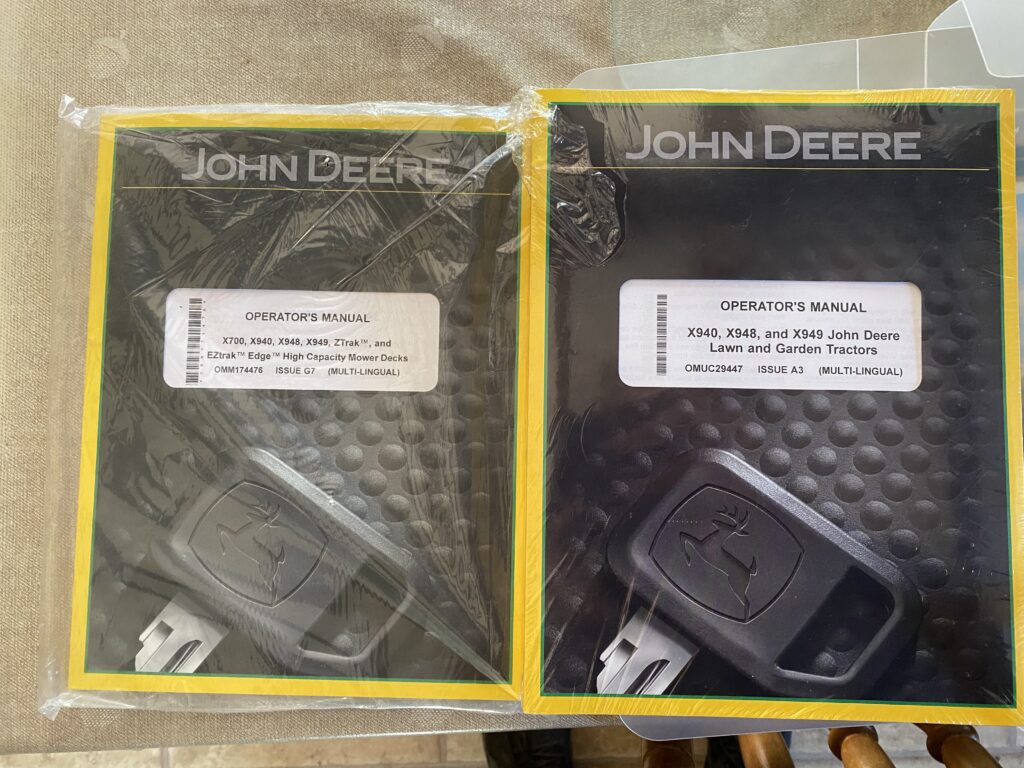 JOHN DEERE
OPERATOR'S MANUAL
X700, X940, X948, X949, ZTrak™, and
EZtrak™ Edge™ High Capacity Mower Decks
OMM174476 ISSUE G7 (MULTI-LINGUAL)
JOHN DEERE
OPERATOR'S MANUAL
X940, X948, and X949 John Deere
Lawn and Garden Tractors
OMUC29447 ISSUE A3 (MULTI-LINGUAL)